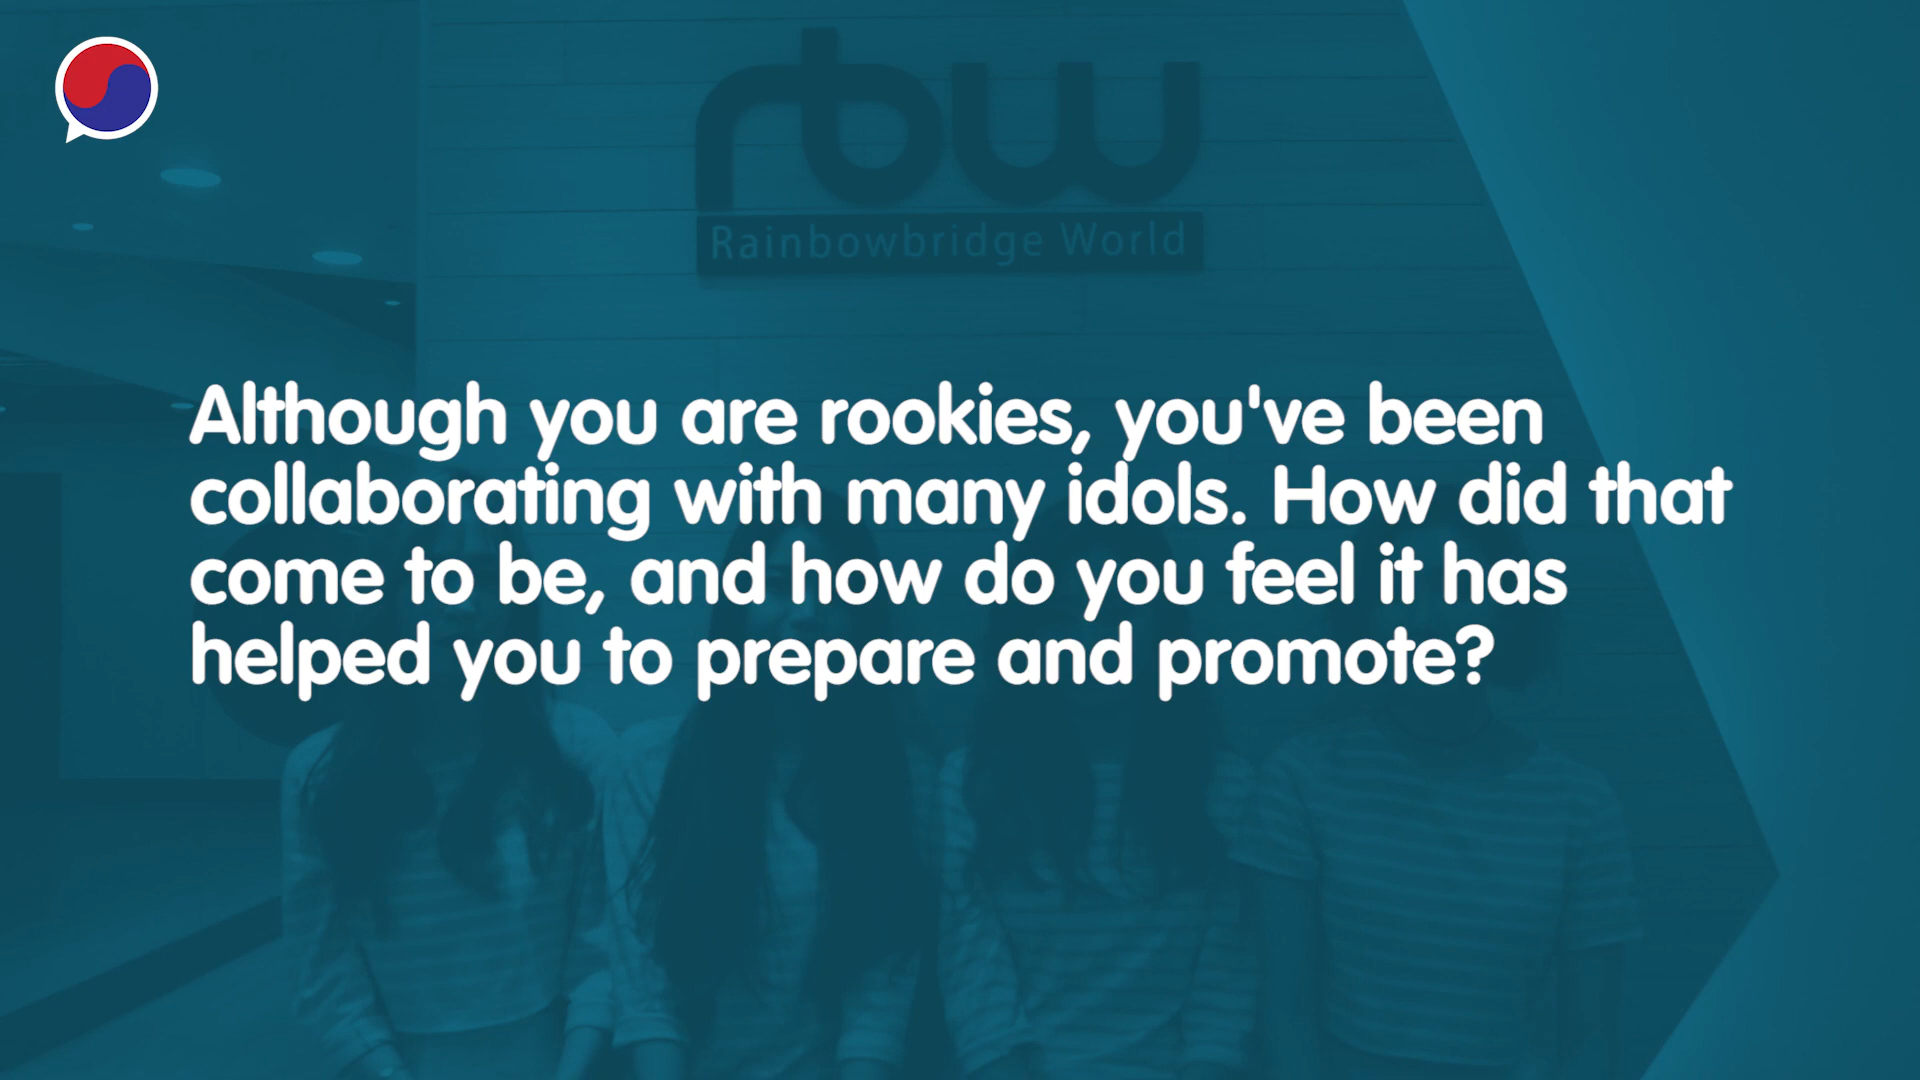 rbw
Rainbowbridge World
Although you are rookies, you've been
collaborating with many idols. How did that
come to be, and how do you feel it has
helped you to prepare and promote?